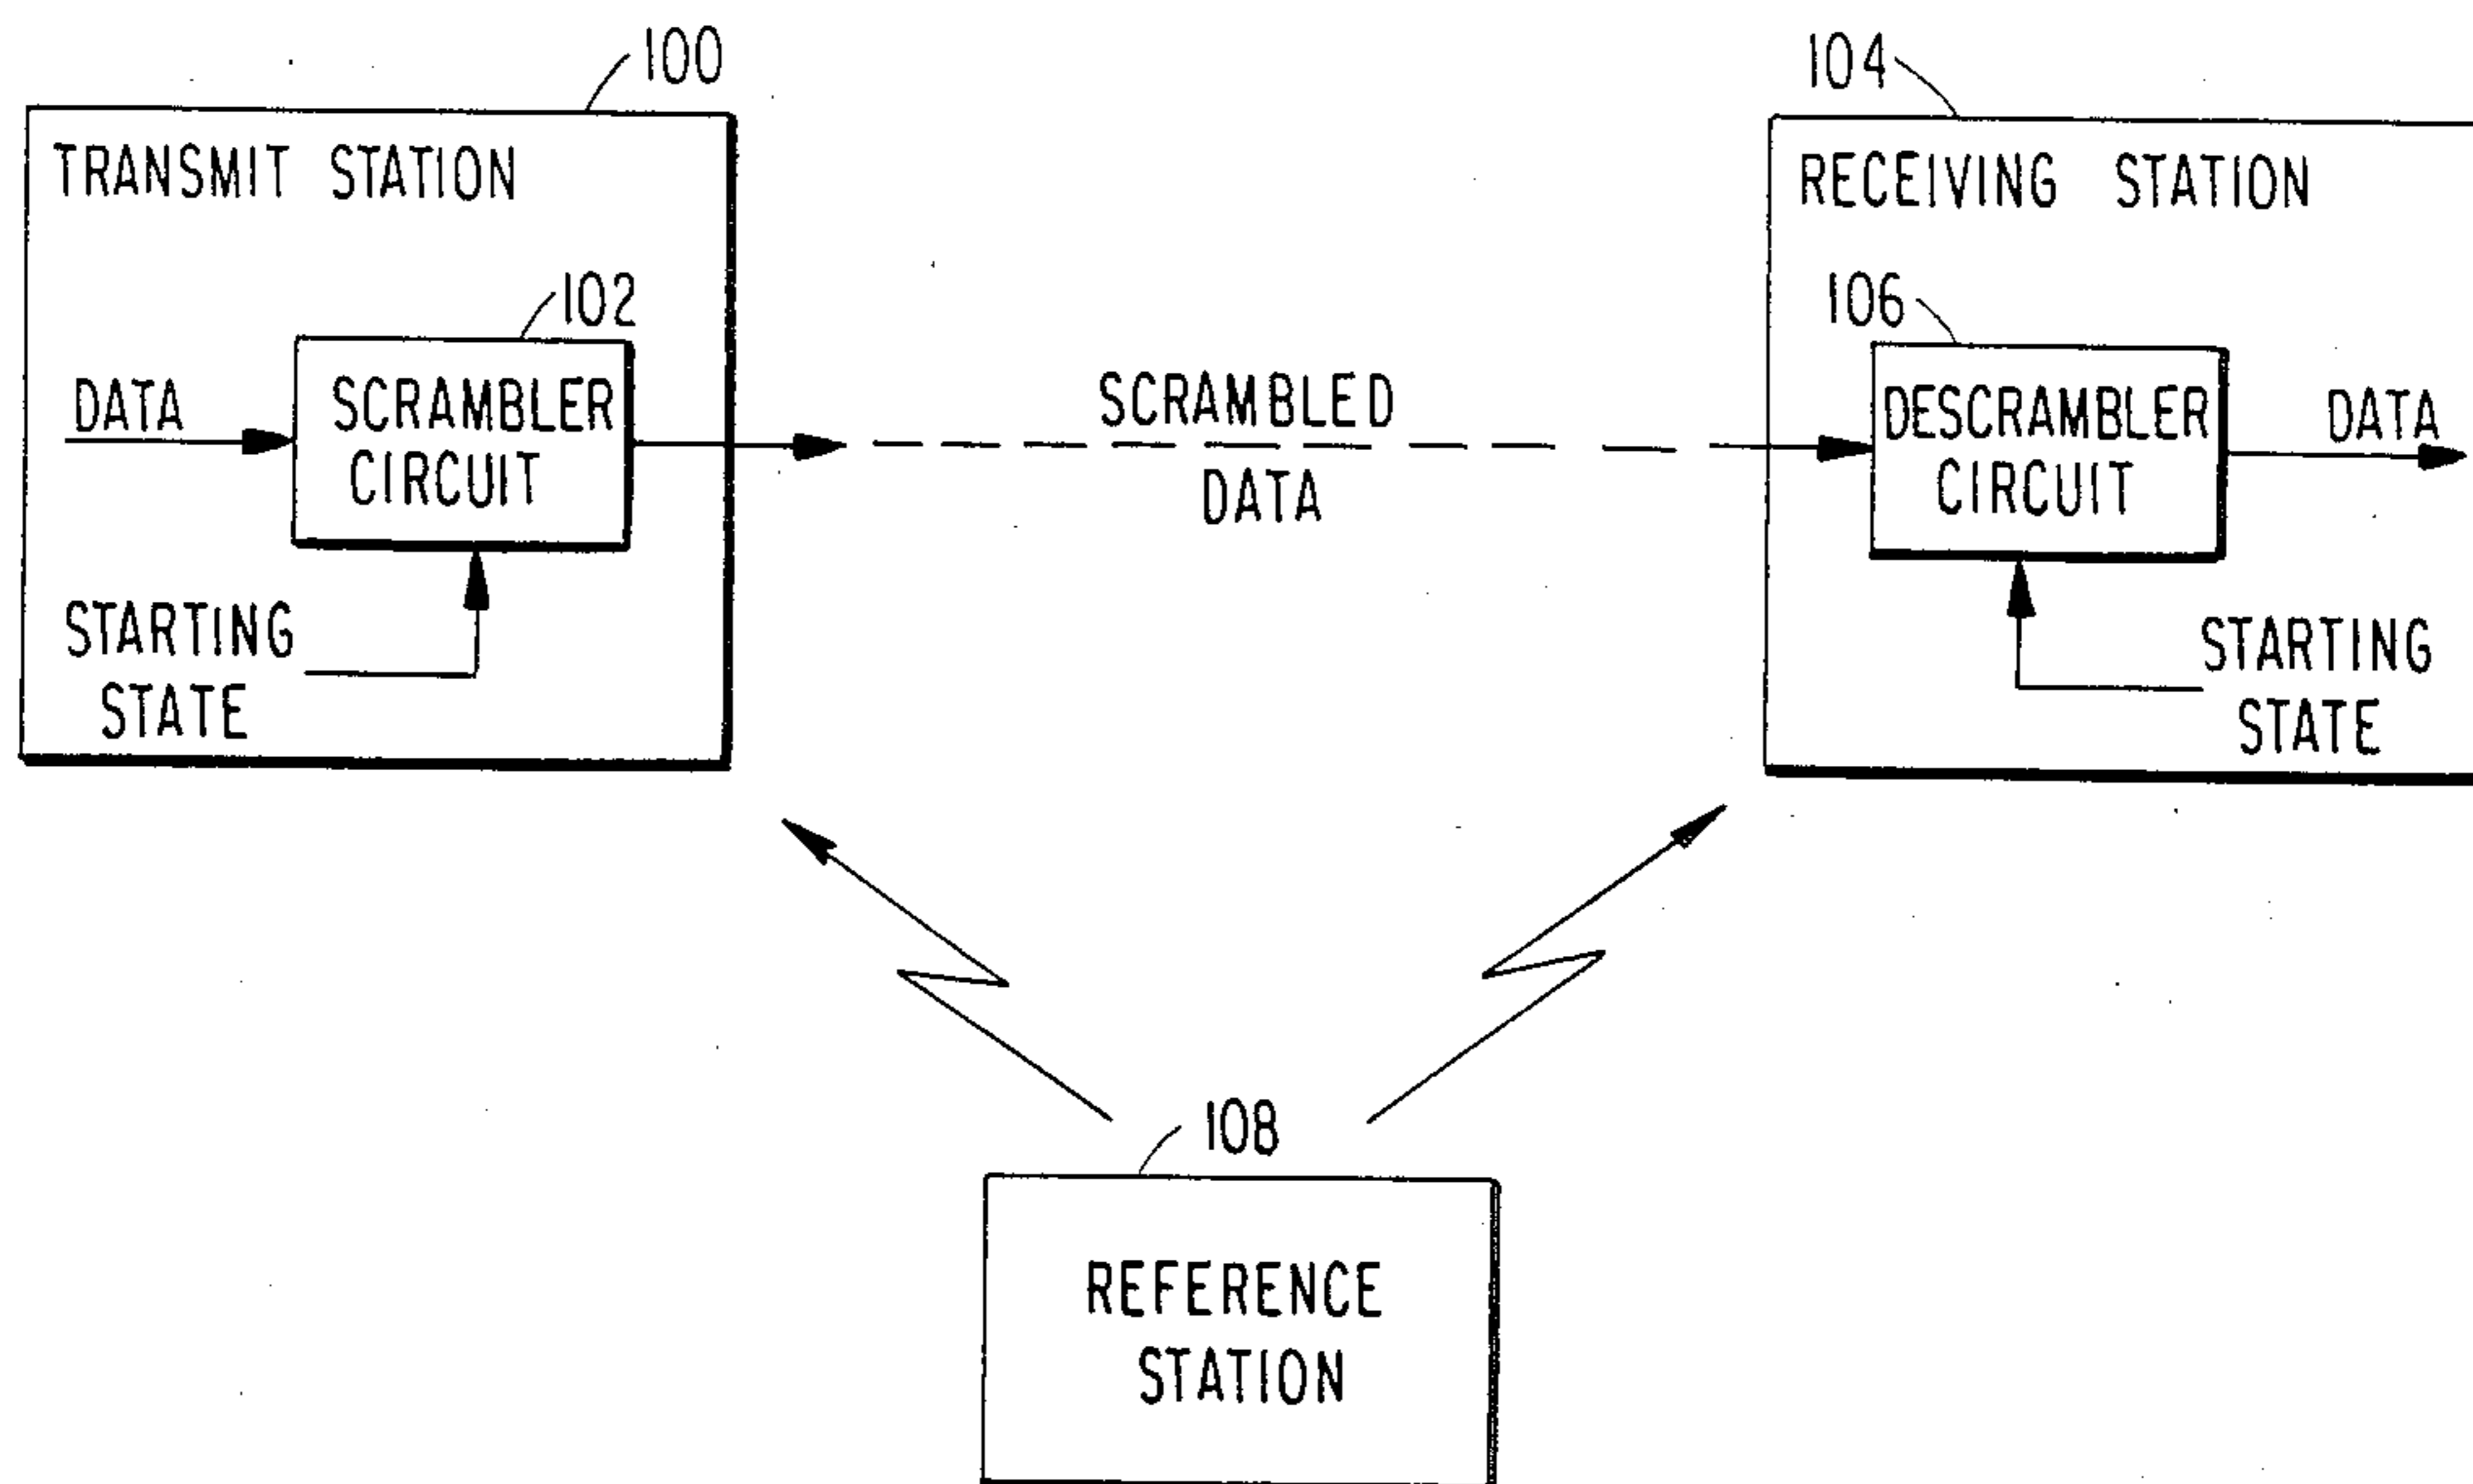 100
TRANSMIT STATION
102
DATA
SCRAMBLER
CIRCUIT
STARTING
STATE
SCRAMBLED
DATA
104
RECEIVING STATION
106
DESCRAMBLER
CIRCUIT
DATA
STARTING
STATE
108
REFERENCE
STATION